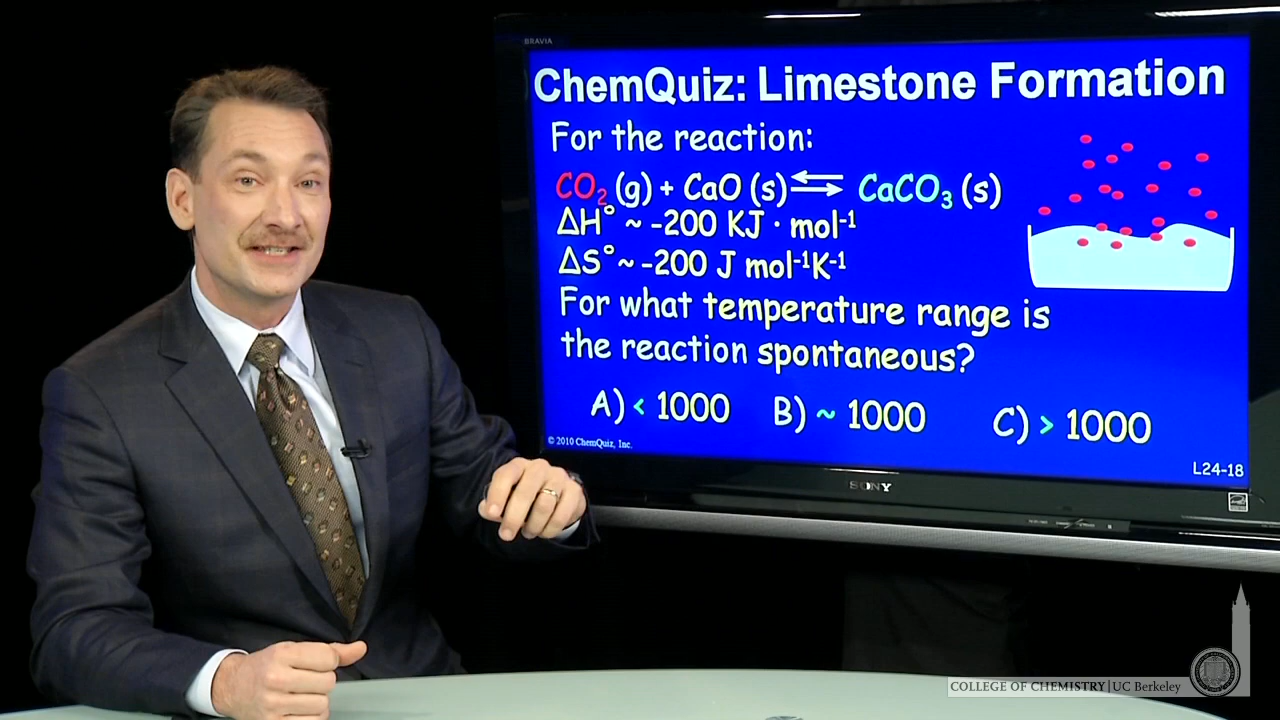 BRAVIA
ChemQuiz: Limestone Formation
For the reaction:
CO₂ (g) + CaO (s) ⇌ CaCO₃ (s)
ΔH° ~ -200 KJ · mol⁻¹
ΔS° ~ -200 J mol⁻¹K⁻¹
For what temperature range is
the reaction spontaneous?
A) < 1000 B) ~ 1000 C) > 1000
© 2010 ChemQuiz, Inc.
L24-18
SONY
COLLEGE OF CHEMISTRY | UC Berkeley